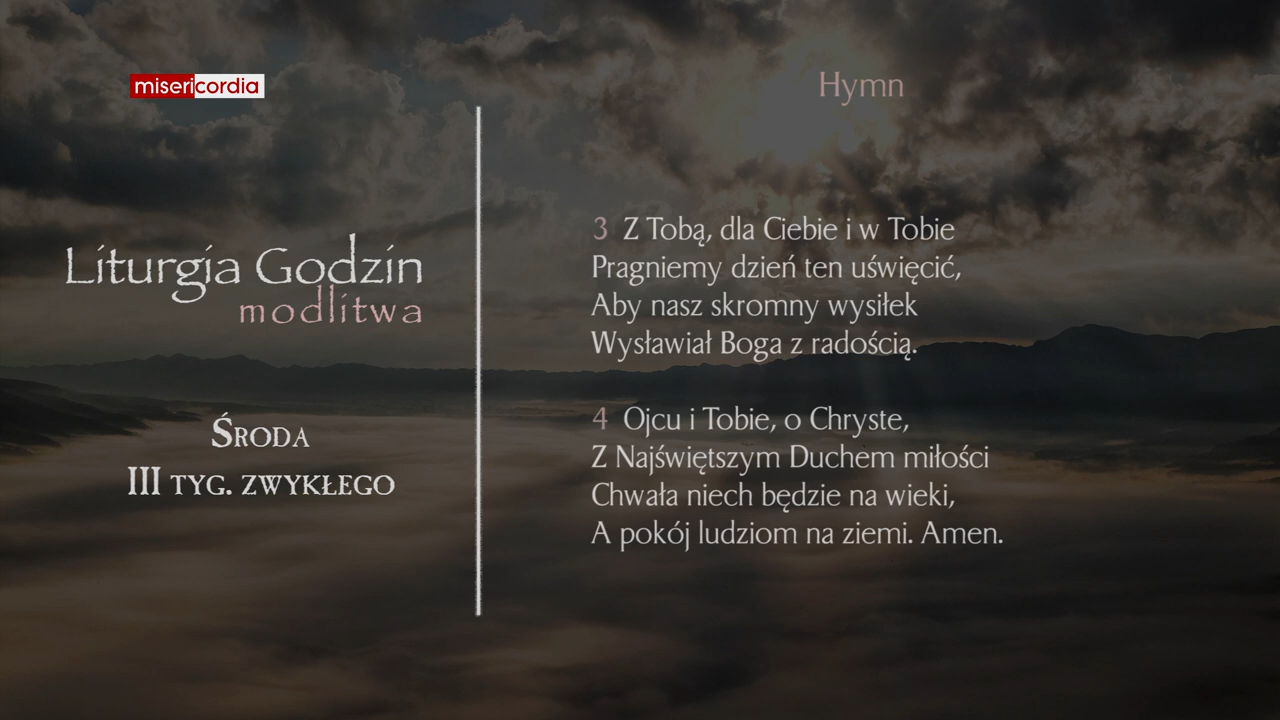 misericordia
Liturgia Godzin
modlitwa
Środa
III tyg. zwykłego
Hymn
3 Z Tobą, dla Ciebie i w Tobie
Pragniemy dzień ten uświęcić,
Aby nasz skromny wysiłek
Wysławiał Boga z radością.
4 Ojcu i Tobie, o Chryste,
Z Najświętszym Duchem miłości
Chwała niech będzie na wieki,
A pokój ludziom na ziemi. Amen.